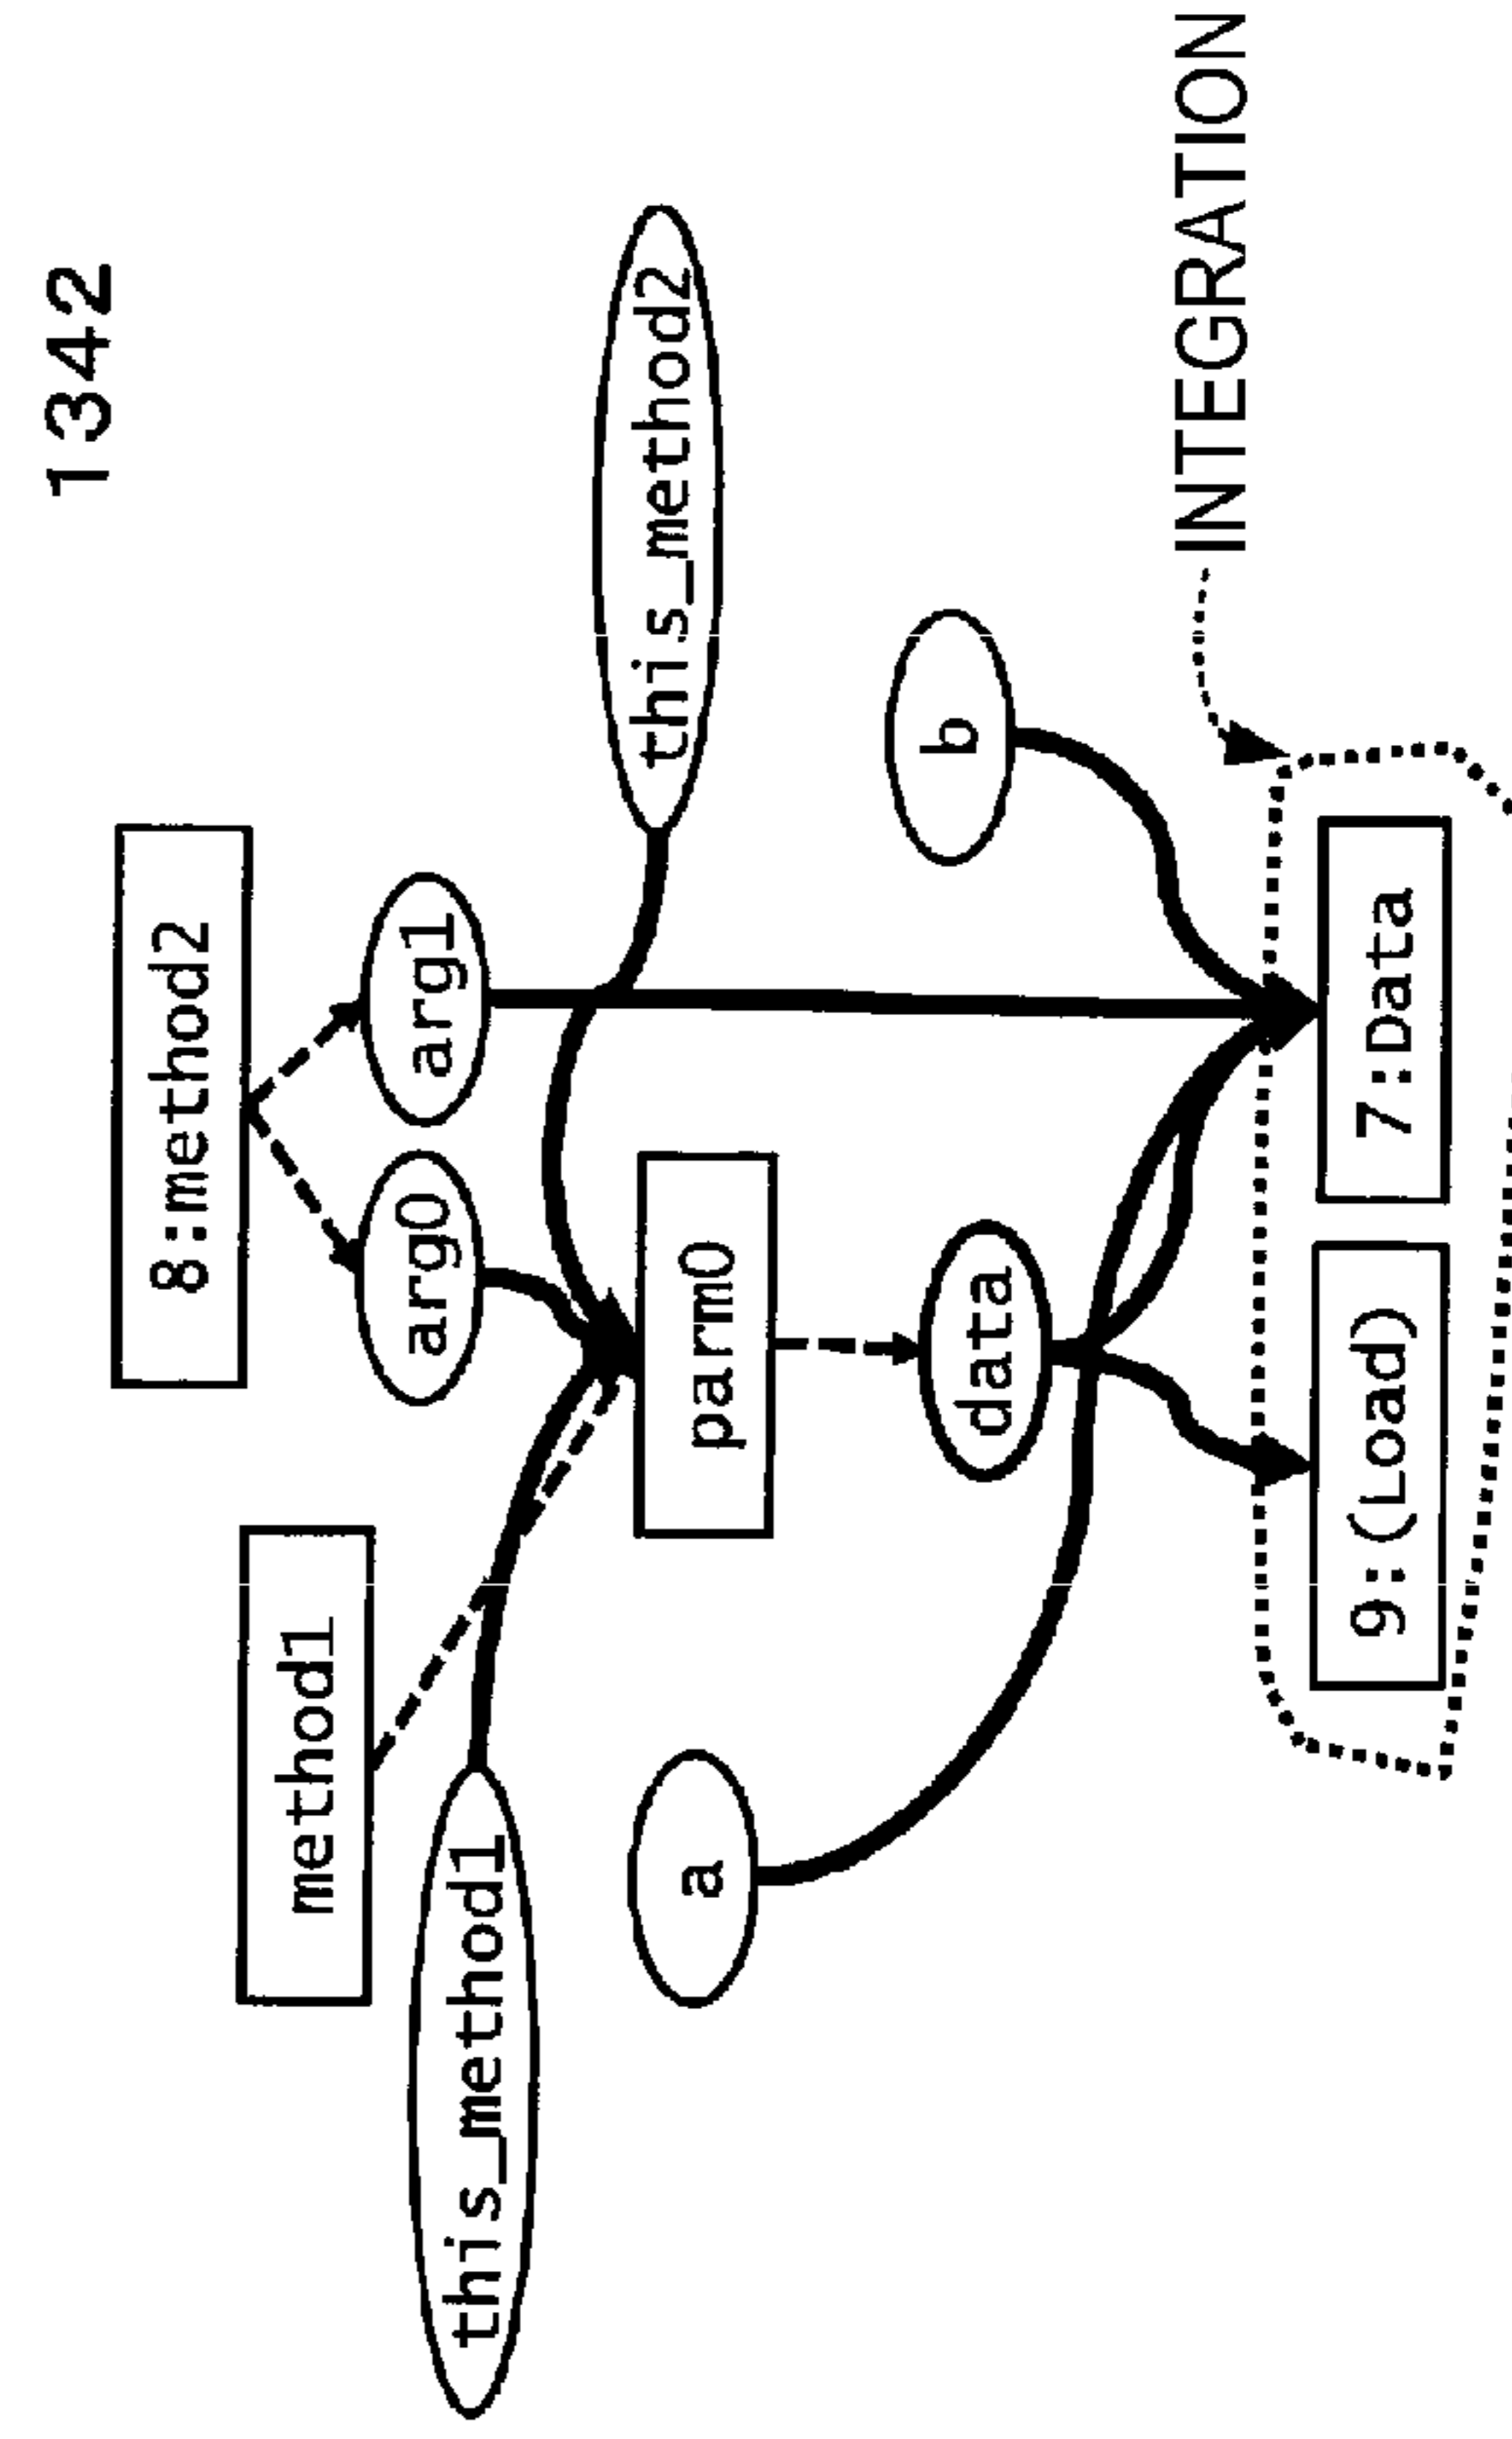 1342
8:method2
method1
arg0
arg1
this_method1
this_method2
parm0
a
data
b
INTEGRATION
9:(Load)
7:Data